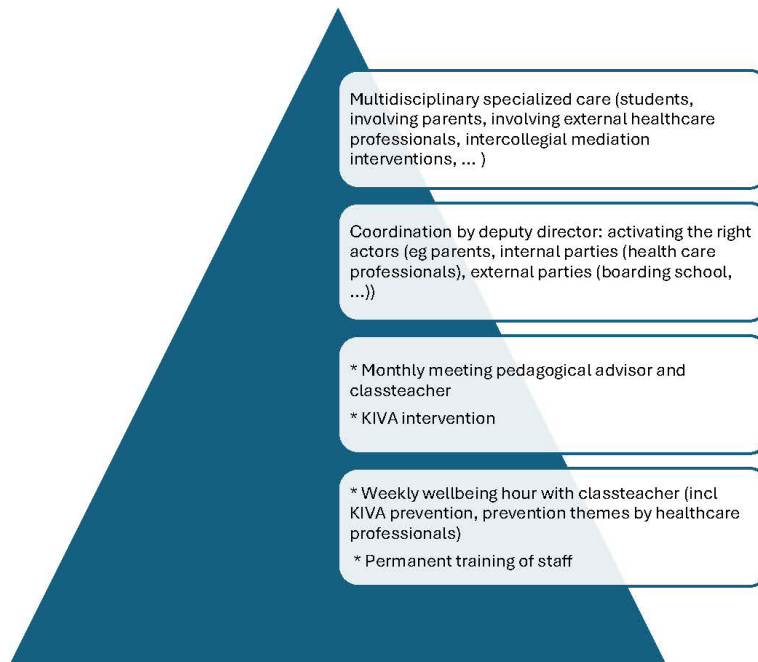 Multidisciplinary specialized care (students,
involving parents, involving external healthcare
professionals, intercollegial mediation
interventions, ... )
Coordination by deputy director: activating the right
actors (eg parents, internal parties (health care
professionals), external parties (boarding school,
...))
* Monthly meeting pedagogical advisor and
classteacher
* KIVA intervention
* Weekly wellbeing hour with classteacher (incl
KIVA prevention, prevention themes by healthcare
professionals)
* Permanent training of staff